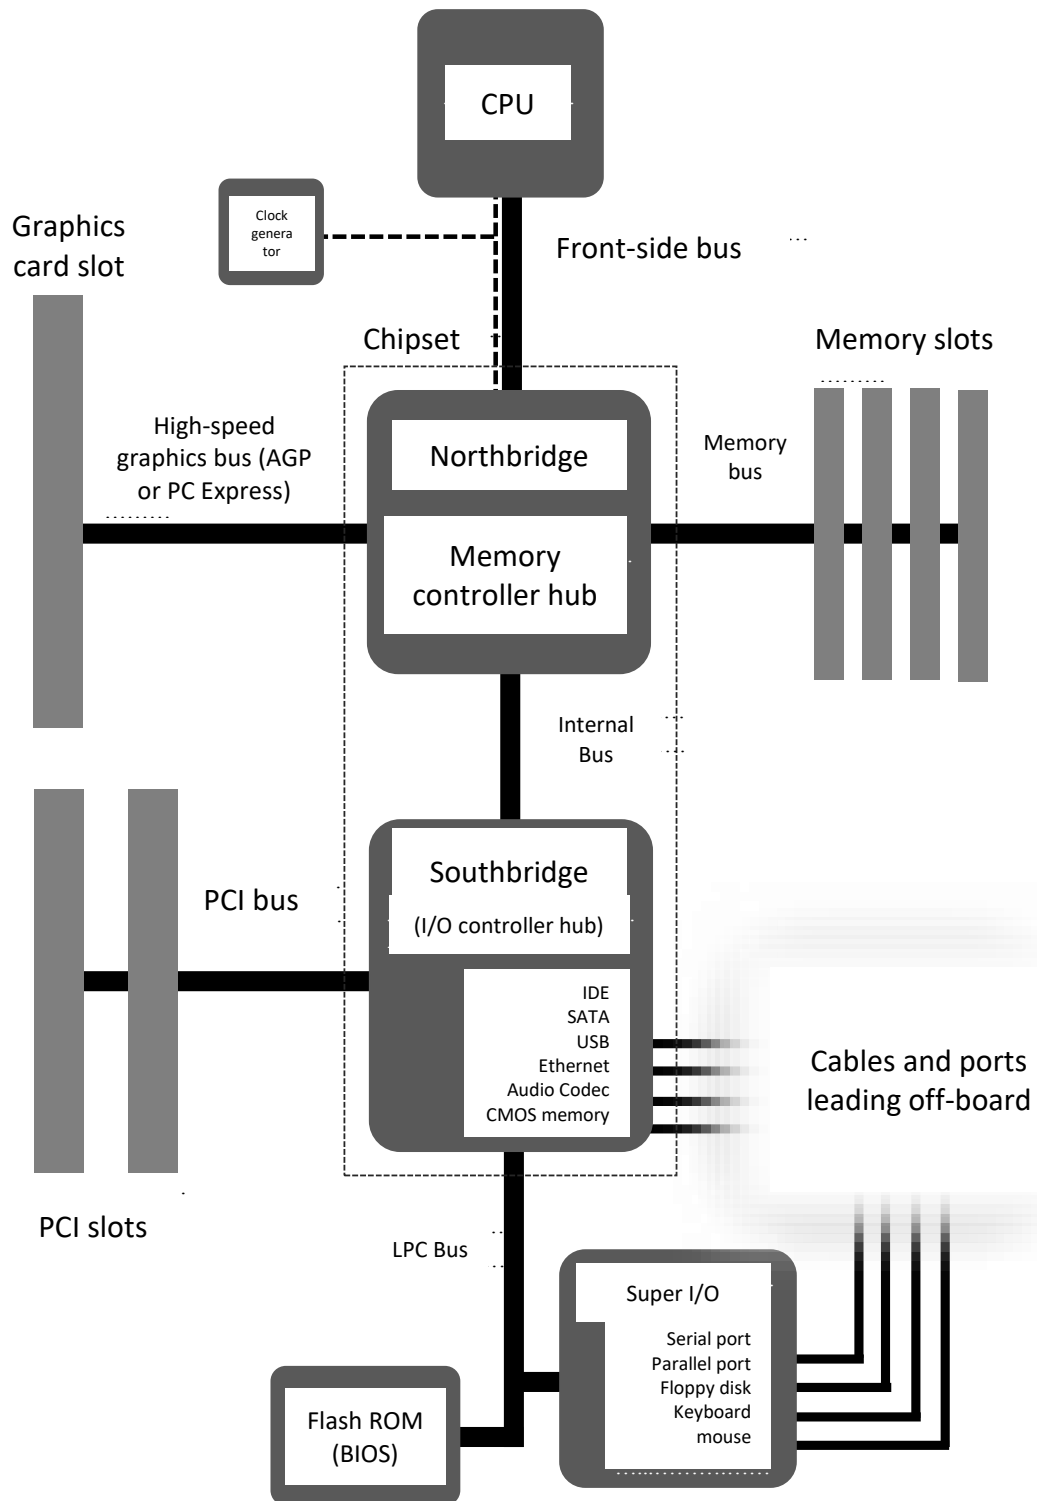 CPU
Clock
genera
tor
Graphics
card slot
Front-side bus
Chipset
Memory slots
High-speed
graphics bus (AGP
or PC Express)
Northbridge
Memory
bus
Memory
controller hub
Internal
Bus
Southbridge
(I/O controller hub)
PCI bus
IDE
SATA
USB
Ethernet
Audio Codec
CMOS memory
Cables and ports
leading off-board
PCI slots
LPC Bus
Super I/O
Serial port
Parallel port
Floppy disk
Keyboard
mouse
Flash ROM
(BIOS)